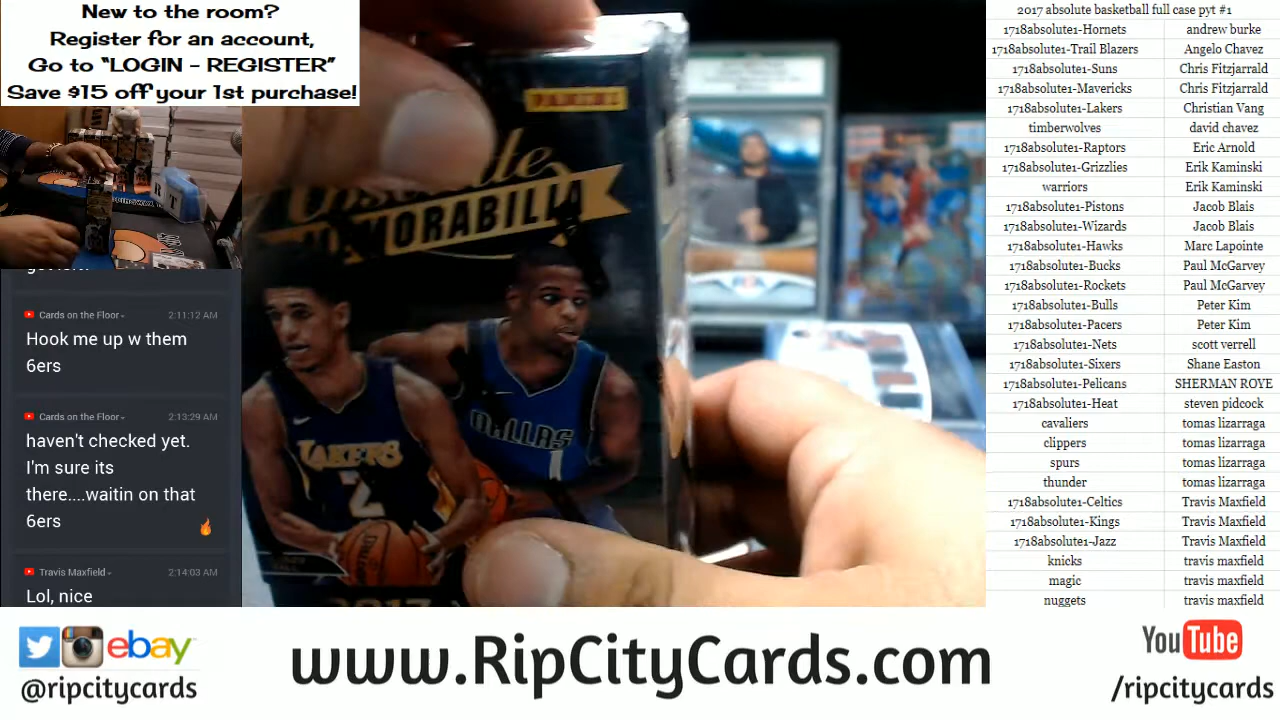 New to the room?
Register for an account,
Go to "LOGIN - REGISTER"
Save $15 off your 1st purchase!
Cards on the Floor
2:11:12 AM
Hook me up w them
6ers
Cards on the Floor
2:13:29 AM
haven't checked yet.
I'm sure its
there....waitin on that
6ers
Travis Maxfield
2:14:03 AM
Lol, nice
PANINI
MEMORABILIA
LAKERS
2
DALLAS
1
2017
2017 absolute basketball full case pyt #1
1718absolute1-Hornets andrew burke
1718absolute1-Trail Blazers Angelo Chavez
1718absolute1-Suns Chris Fitzjarrald
1718absolute1-Mavericks Chris Fitzjarrald
1718absolute1-Lakers Christian Vang
timberwolves david chavez
1718absolute1-Raptors Eric Arnold
1718absolute1-Grizzlies Erik Kaminski
warriors Erik Kaminski
1718absolute1-Pistons Jacob Blais
1718absolute1-Wizards Jacob Blais
1718absolute1-Hawks Marc Lapointe
1718absolute1-Bucks Paul McGarvey
1718absolute1-Rockets Paul McGarvey
1718absolute1-Bulls Peter Kim
1718absolute1-Pacers Peter Kim
1718absolute1-Nets scott verrell
1718absolute1-Sixers Shane Easton
1718absolute1-Pelicans SHERMAN ROYE
1718absolute1-Heat steven pidcock
cavaliers tomas lizarraga
clippers tomas lizarraga
spurs tomas lizarraga
thunder tomas lizarraga
1718absolute1-Celtics Travis Maxfield
1718absolute1-Kings Travis Maxfield
1718absolute1-Jazz Travis Maxfield
knicks travis maxfield
magic travis maxfield
nuggets travis maxfield
ebay
@ripcitycards
www.RipCityCards.com
YouTube
/ripcitycards